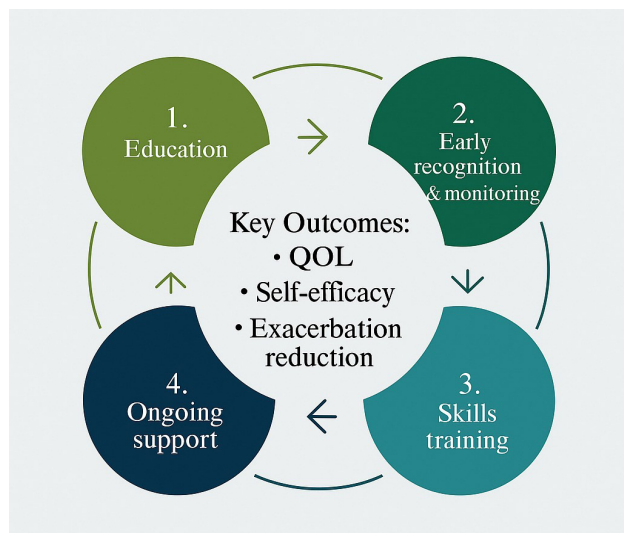 1.
Education
2.
Early
recognition
& monitoring
Key Outcomes:
• QOL
• Self-efficacy
• Exacerbation
reduction
3.
Skills
training
4.
Ongoing
support